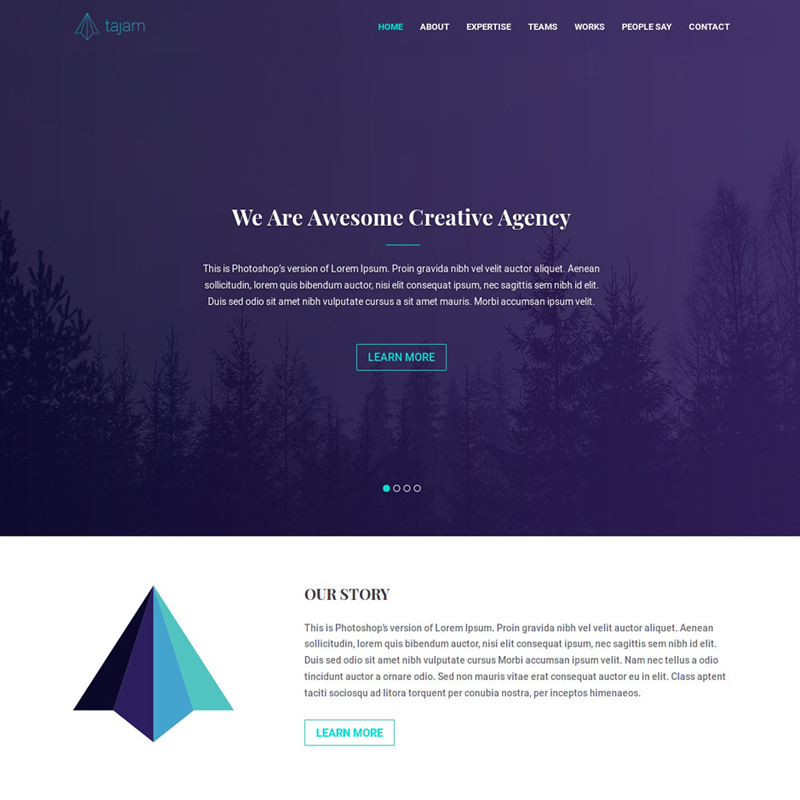 tajam
HOME ABOUT EXPERTISE TEAMS WORKS PEOPLE SAY CONTACT
We Are Awesome Creative Agency
This is Photoshop's version of Lorem Ipsum. Proin gravida nibh vel velit auctor aliquet. Aenean
sollicitudin, lorem quis bibendum auctor, nisi elit consequat ipsum, nec sagittis sem nibh id elit.
Duis sed odio sit amet nibh vulputate cursus a sit amet mauris. Morbi accumsan ipsum velit.
LEARN MORE
OUR STORY
This is Photoshop's version of Lorem Ipsum. Proin gravida nibh vel velit auctor aliquet. Aenean
sollicitudin, lorem quis bibendum auctor, nisi elit consequat ipsum, nec sagittis sem nibh id elit.
Duis sed odio sit amet nibh vulputate cursus Morbi accumsan ipsum velit. Nam nec tellus a odio
tincidunt auctor a ornare odio. Sed non mauris vitae erat consequat auctor eu in elit. Class aptent
taciti sociosqu ad litora torquent per conubia nostra, per inceptos himenaeos.
LEARN MORE